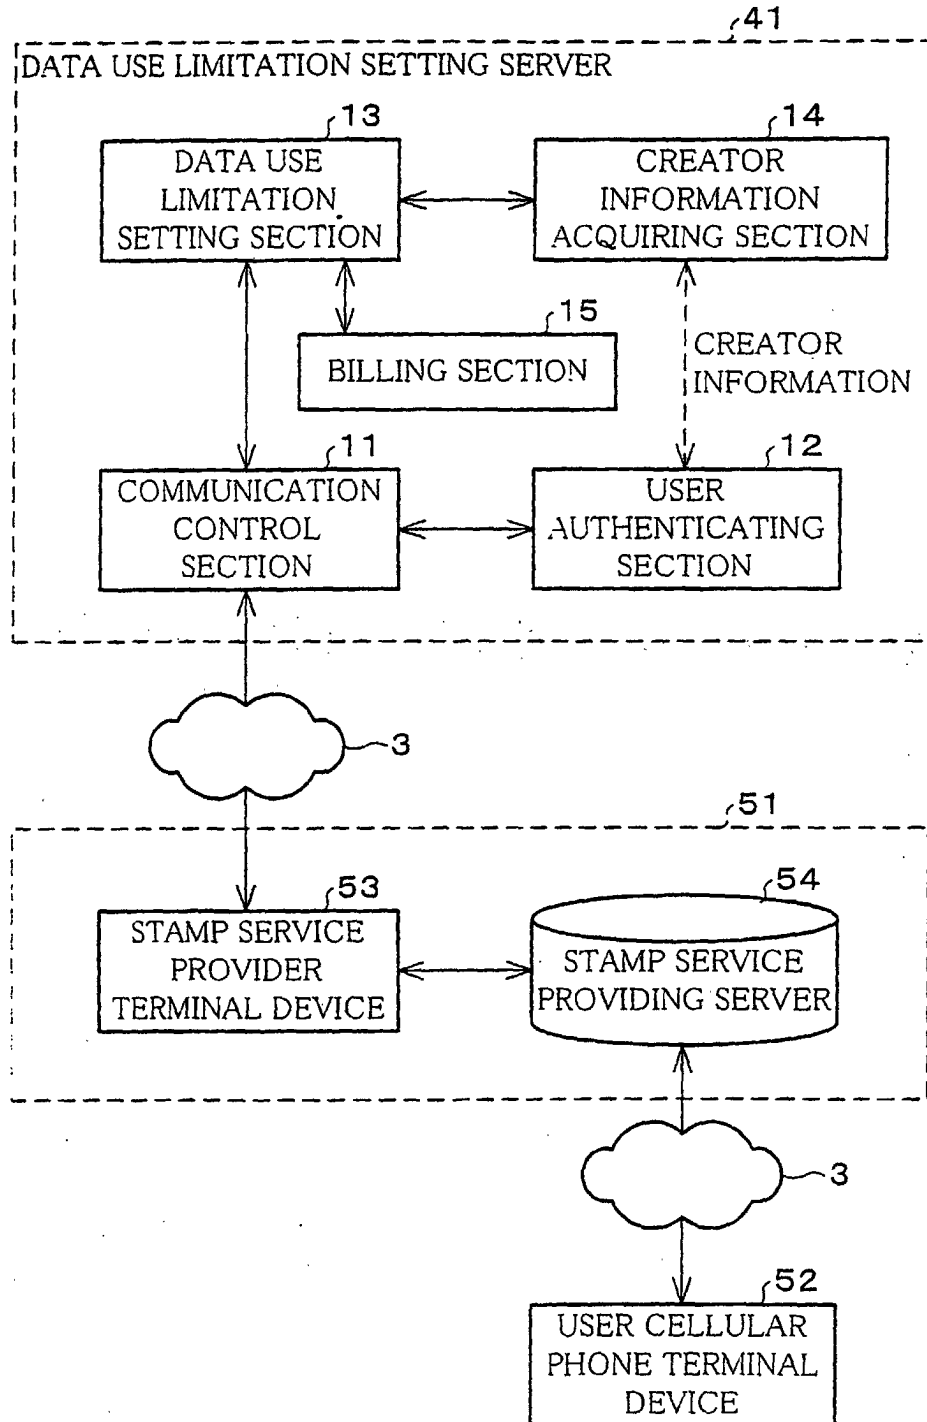 41
DATA USE LIMITATION SETTING SERVER
13
DATA USE
LIMITATION
SETTING SECTION
14
CREATOR
INFORMATION
ACQUIRING SECTION
15
BILLING SECTION
CREATOR
INFORMATION
11
COMMUNICATION
CONTROL
SECTION
12
USER
AUTHENTICATING
SECTION
3
51
53
STAMP SERVICE
PROVIDER
TERMINAL DEVICE
54
STAMP SERVICE
PROVIDING SERVER
3
52
USER CELLULAR
PHONE TERMINAL
DEVICE